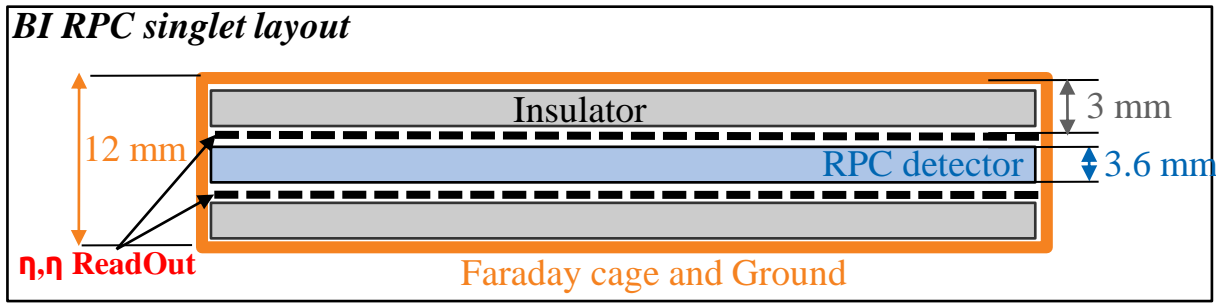 BI RPC singlet layout
Insulator
3 mm
12 mm
RPC detector
3.6 mm
η,η ReadOut
Faraday cage and Ground